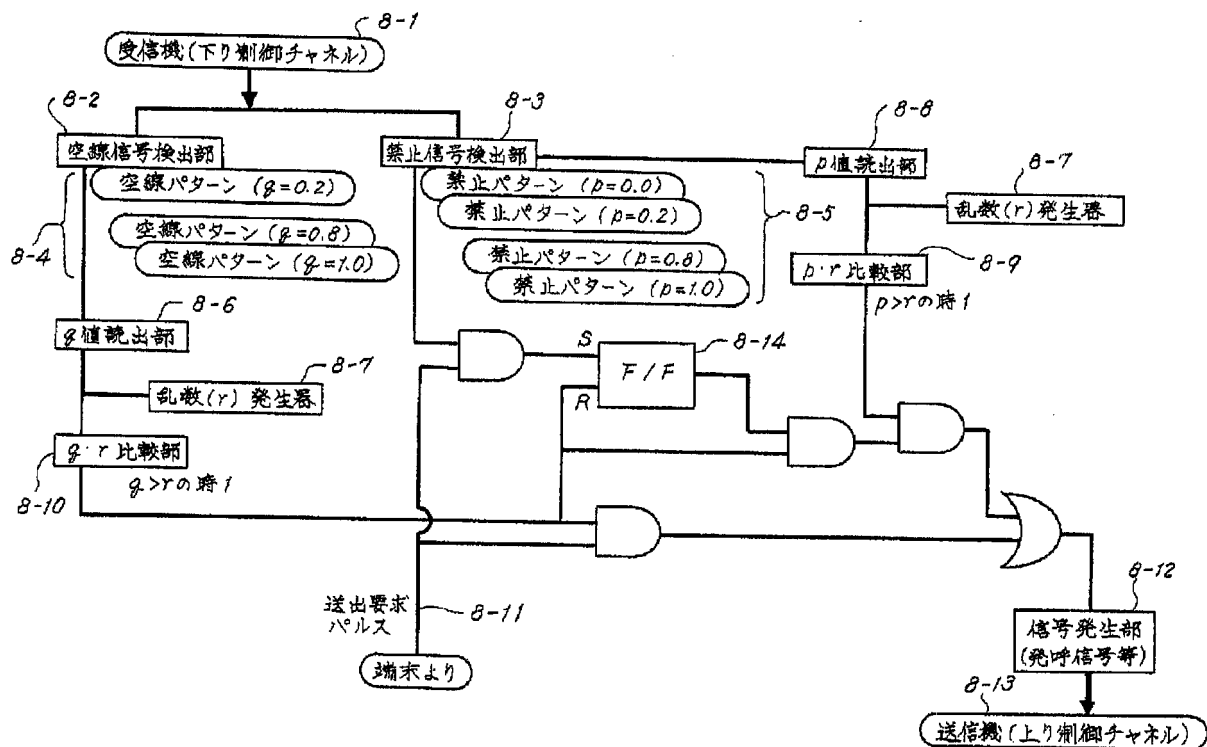 8-1
受信機(下り制御チャネル)
8-2
空線信号検出部
8-3
禁止信号検出部
8-8
p値読出部
8-7
乱数(r)発生器
空線パターン (q=0.2)
空線パターン (q=0.8)
空線パターン (q=1.0)
8-4
禁止パターン (p=0.0)
禁止パターン (p=0.2)
禁止パターン (p=0.8)
禁止パターン (p=1.0)
8-5
8-9
p·r比較部
p>rの時1
8-6
q値読出部
8-7
乱数(r)発生器
S
R
F/F
8-14
q·r比較部
q>rの時1
8-10
送出要求
パルス
8-11
端末より
8-12
信号発生部
(発呼信号等)
8-13
送信機(上り制御チャネル)